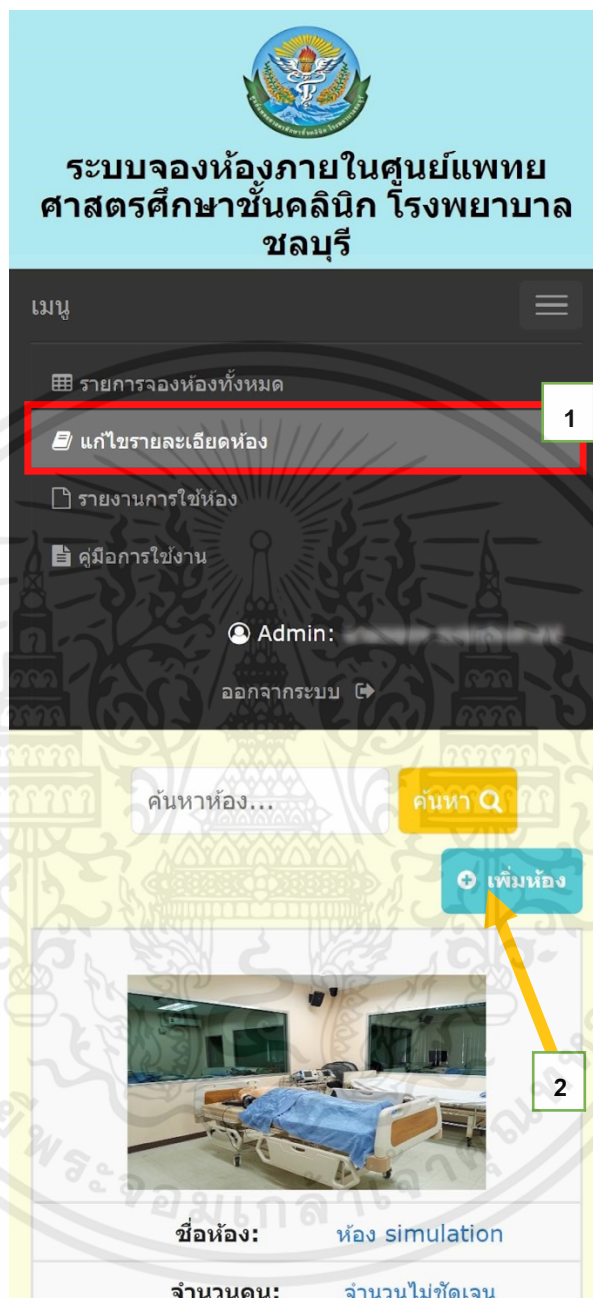 ระบบจองห้องภายในศูนย์แพทย
ศาสตรศึกษาชั้นคลินิก โรงพยาบาล
ชลบุรี
เมนู
รายการจองห้องทั้งหมด
1
แก้ไขรายละเอียดห้อง
รายงานการใช้ห้อง
คู่มือการใช้งาน
Admin:
ออกจากระบบ
ค้นหาห้อง...
ค้นหา
เพิ่มห้อง
2
ชื่อห้อง: ห้อง simulation
จำนวนคน: จำนวนไม่ชัดเจน